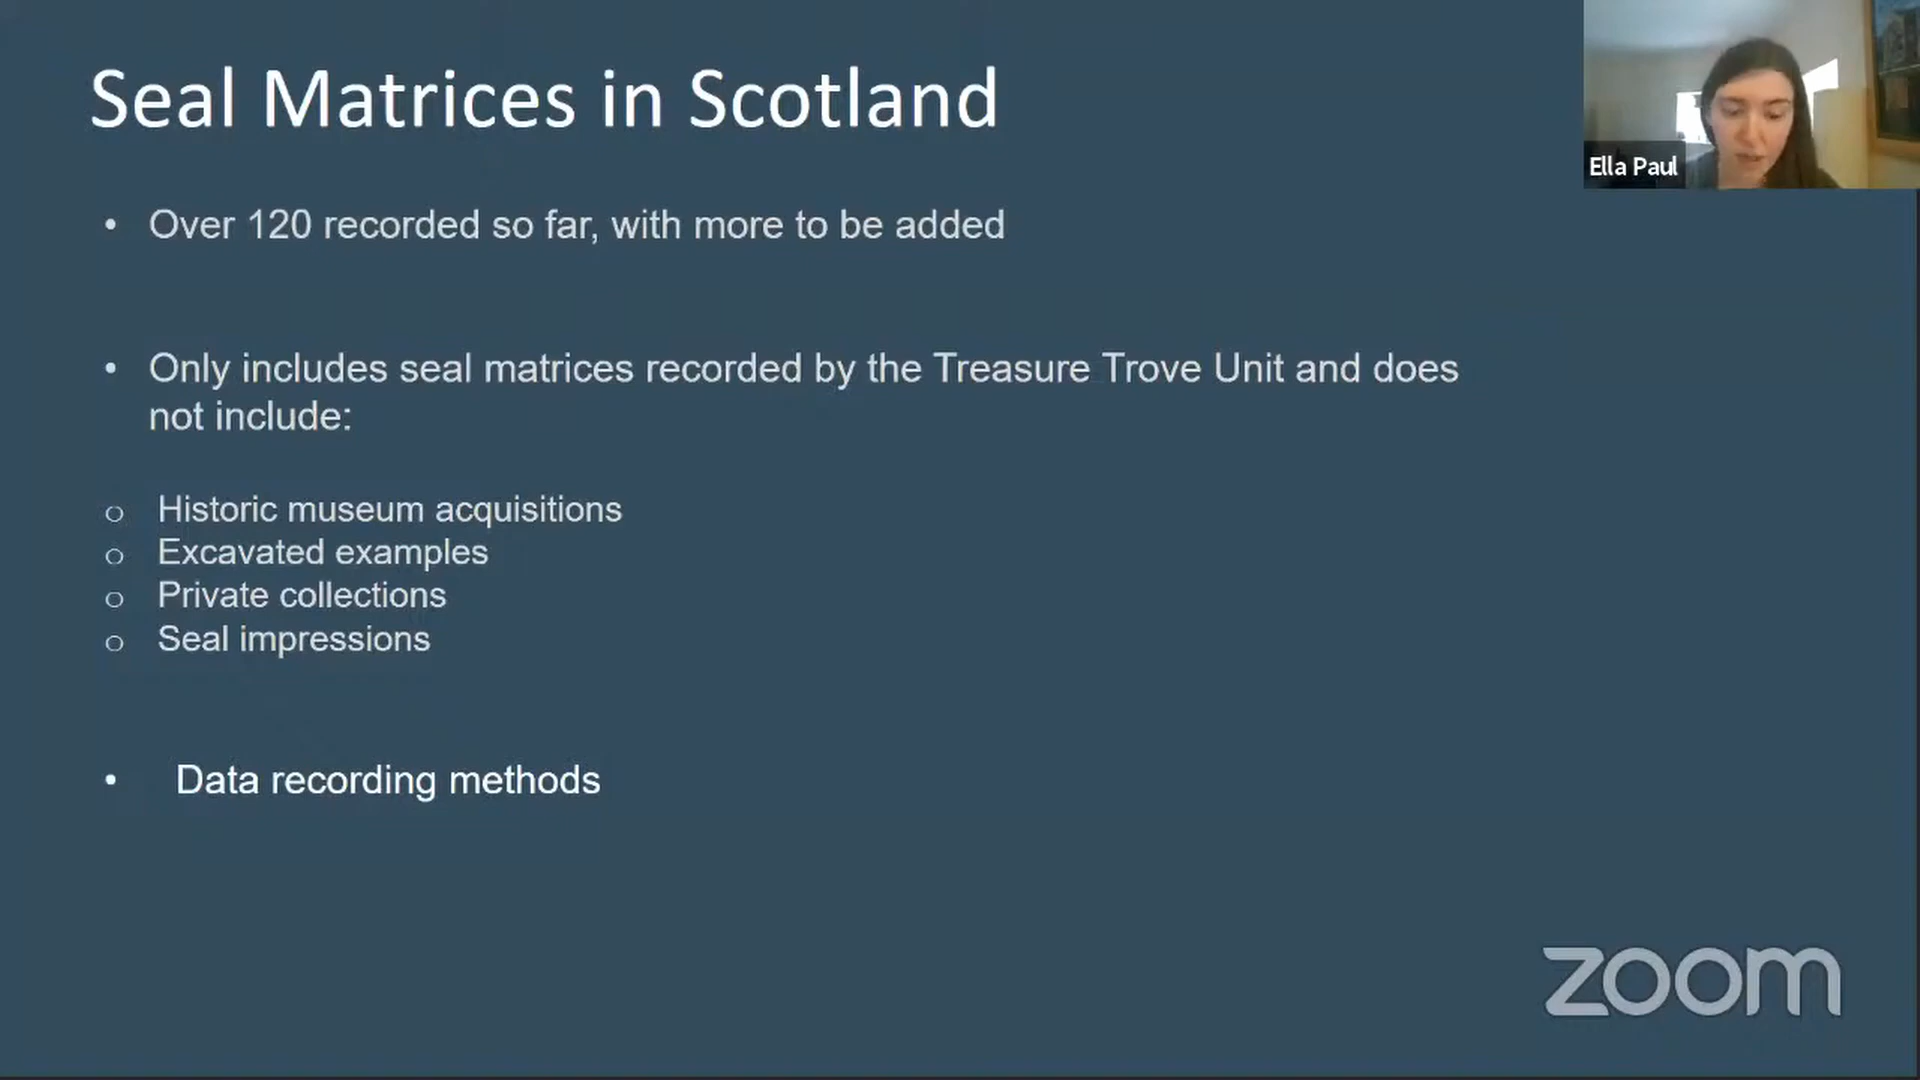 Seal Matrices in Scotland
Ella Paul
• Over 120 recorded so far, with more to be added
• Only includes seal matrices recorded by the Treasure Trove Unit and does
not include:
o Historic museum acquisitions
o Excavated examples
o Private collections
o Seal impressions
• Data recording methods
zoom